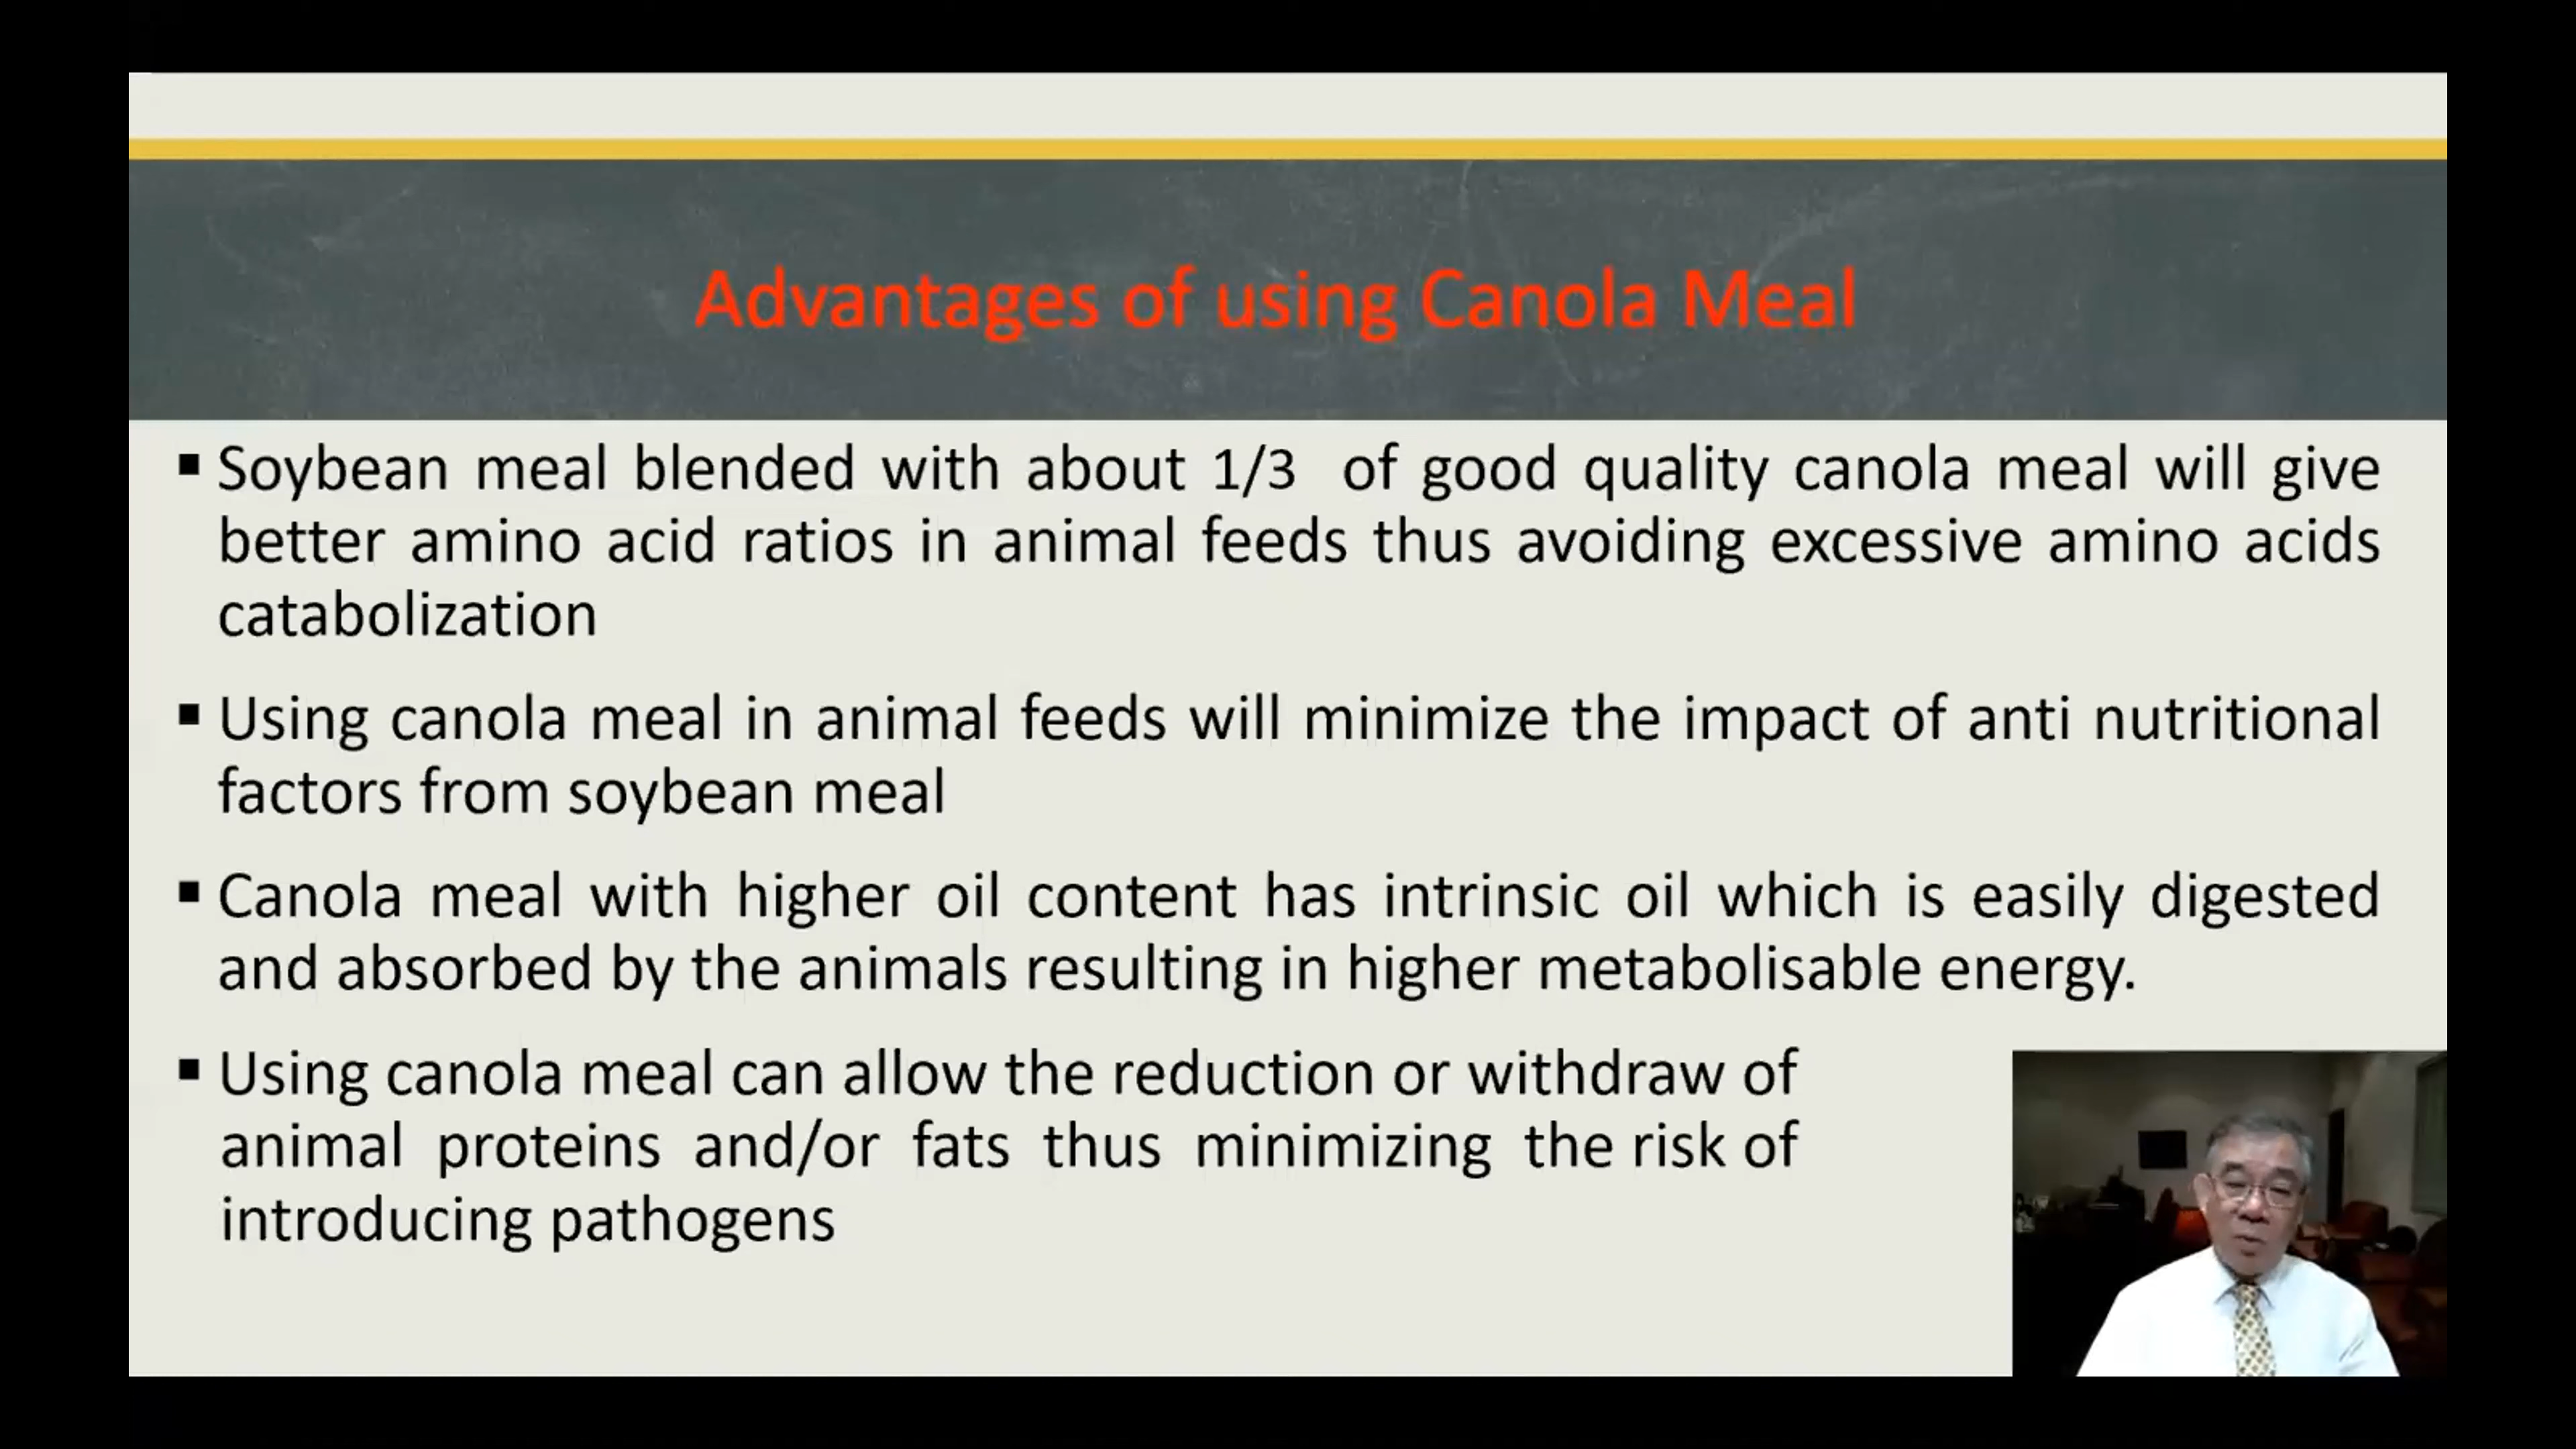 Advantages of using Canola Meal
▪ Soybean meal blended with about 1/3 of good quality canola meal will give
better amino acid ratios in animal feeds thus avoiding excessive amino acids
catabolization
▪ Using canola meal in animal feeds will minimize the impact of anti nutritional
factors from soybean meal
▪ Canola meal with higher oil content has intrinsic oil which is easily digested
and absorbed by the animals resulting in higher metabolisable energy.
▪ Using canola meal can allow the reduction or withdraw of
animal proteins and/or fats thus minimizing the risk of
introducing pathogens